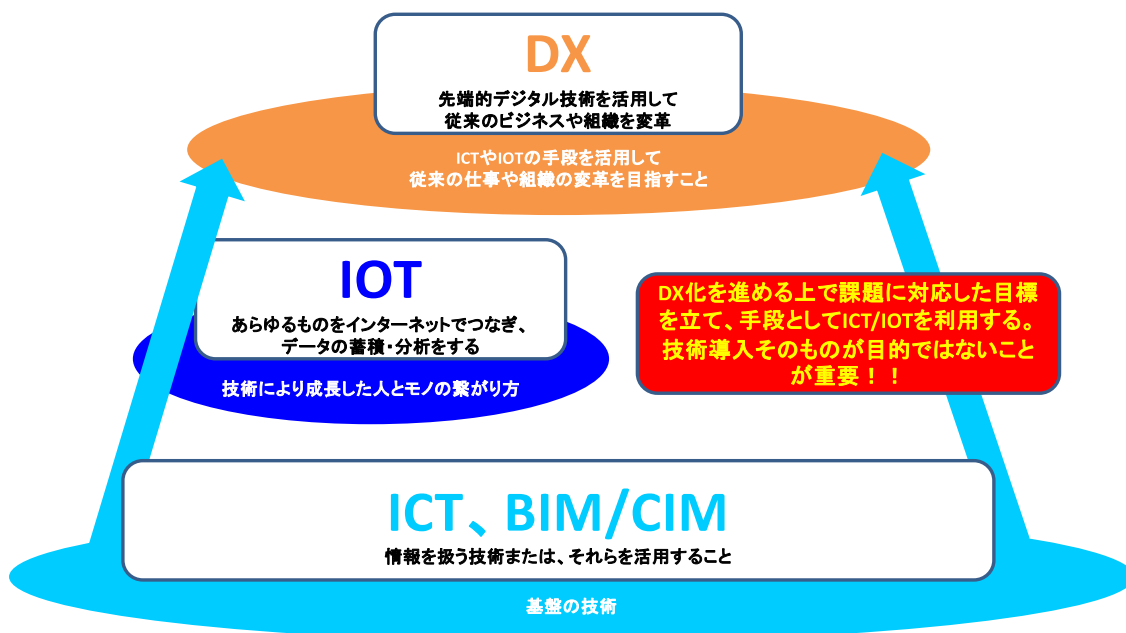 DX
先端的デジタル技術を活用して
従来のビジネスや組織を変革
ICTやIOTの手段を活用して
従来の仕事や組織の変革を目指すこと
IOT
あらゆるものをインターネットでつなぎ、
データの蓄積・分析をする
技術により成長した人とモノの繋がり方
DX化を進める上で課題に対応した目標
を立て、手段としてICT/IOTを利用する。
技術導入そのものが目的ではないこと
が重要！！
ICT、BIM/CIM
情報を扱う技術または、それらを活用すること
基盤の技術